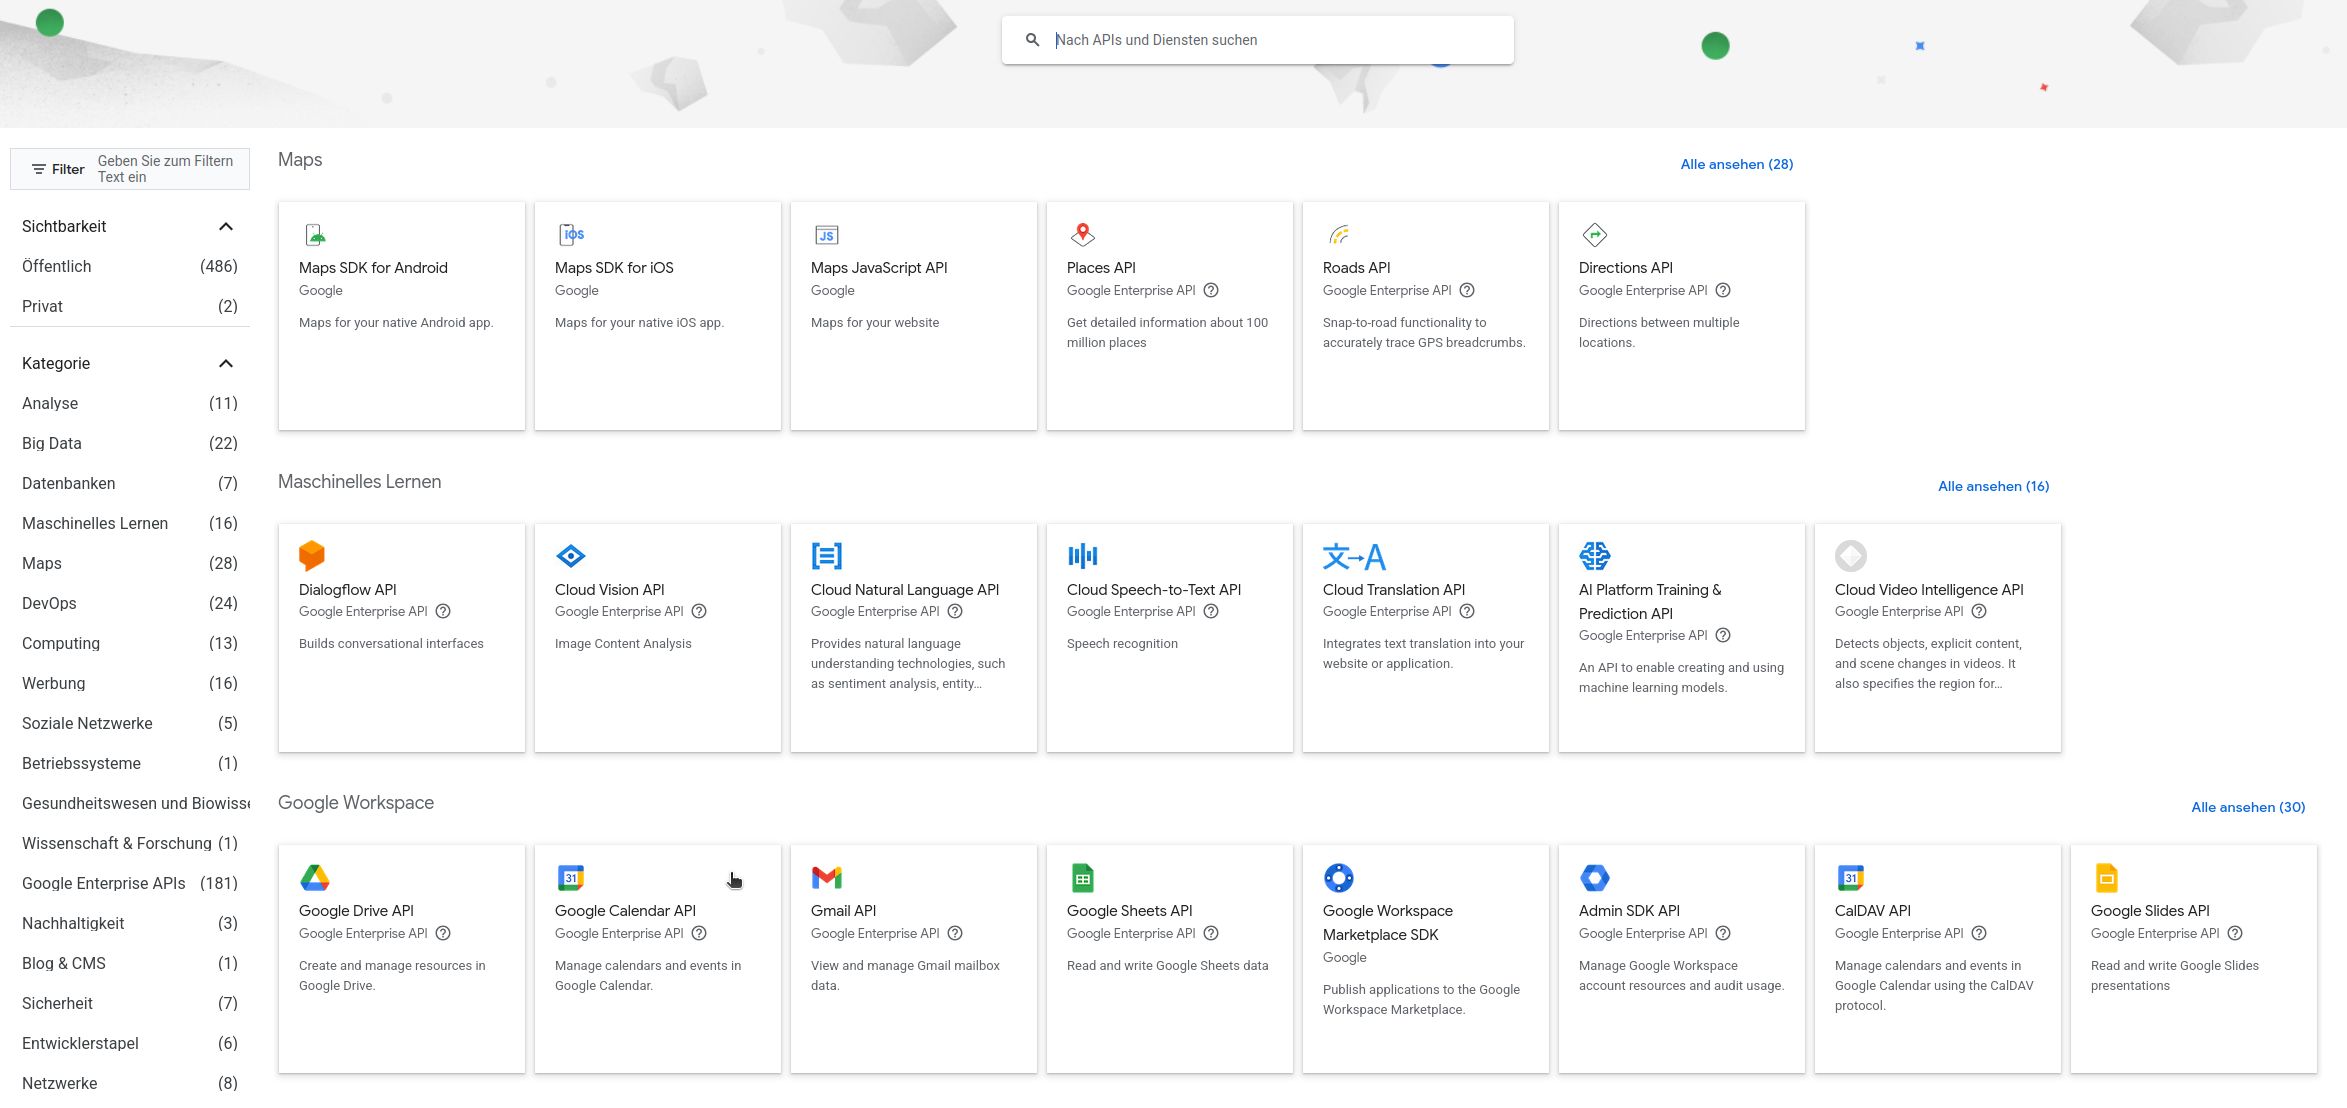 Nach APIs und Diensten suchen
Filter
Geben Sie zum Filtern
Text ein
Sichtbarkeit
Öffentlich (486)
Privat (2)
Kategorie
Analyse (11)
Big Data (22)
Datenbanken (7)
Maschinelles Lernen (16)
Maps (28)
DevOps (24)
Computing (13)
Werbung (16)
Soziale Netzwerke (5)
Betriebssysteme (1)
Gesundheitswesen und Biowisse
Wissenschaft & Forschung (1)
Google Enterprise APIs (181)
Nachhaltigkeit (3)
Blog & CMS (1)
Sicherheit (7)
Entwicklerstapel (6)
Netzwerke (8)
Maps
Alle ansehen (28)
Maps SDK for Android
Google
Maps for your native Android app.
iOS
Maps SDK for iOS
Google
Maps for your native iOS app.
JS
Maps JavaScript API
Google
Maps for your website
Places API
Google Enterprise API
Get detailed information about 100
million places
Roads API
Google Enterprise API
Snap-to-road functionality to
accurately trace GPS breadcrumbs.
Directions API
Google Enterprise API
Directions between multiple
locations.
Maschinelles Lernen
Alle ansehen (16)
Dialogflow API
Google Enterprise API
Builds conversational interfaces
Cloud Vision API
Google Enterprise API
Image Content Analysis
Cloud Natural Language API
Google Enterprise API
Provides natural language
understanding technologies, such
as sentiment analysis, entity…
Cloud Speech-to-Text API
Google Enterprise API
Speech recognition
文→A
Cloud Translation API
Google Enterprise API
Integrates text translation into your
website or application.
AI Platform Training &
Prediction API
Google Enterprise API
An API to enable creating and using
machine learning models.
Cloud Video Intelligence API
Google Enterprise API
Detects objects, explicit content,
and scene changes in videos. It
also specifies the region for…
Google Workspace
Alle ansehen (30)
Google Drive API
Google Enterprise API
Create and manage resources in
Google Drive.
31
Google Calendar API
Google Enterprise API
Manage calendars and events in
Google Calendar.
Gmail API
Google Enterprise API
View and manage Gmail mailbox
data.
Google Sheets API
Google Enterprise API
Read and write Google Sheets data
Google Workspace
Marketplace SDK
Google
Publish applications to the Google
Workspace Marketplace.
Admin SDK API
Google Enterprise API
Manage Google Workspace
account resources and audit usage.
31
CalDAV API
Google Enterprise API
Manage calendars and events in
Google Calendar using the CalDAV
protocol.
Google Slides API
Google Enterprise API
Read and write Google Slides
presentations